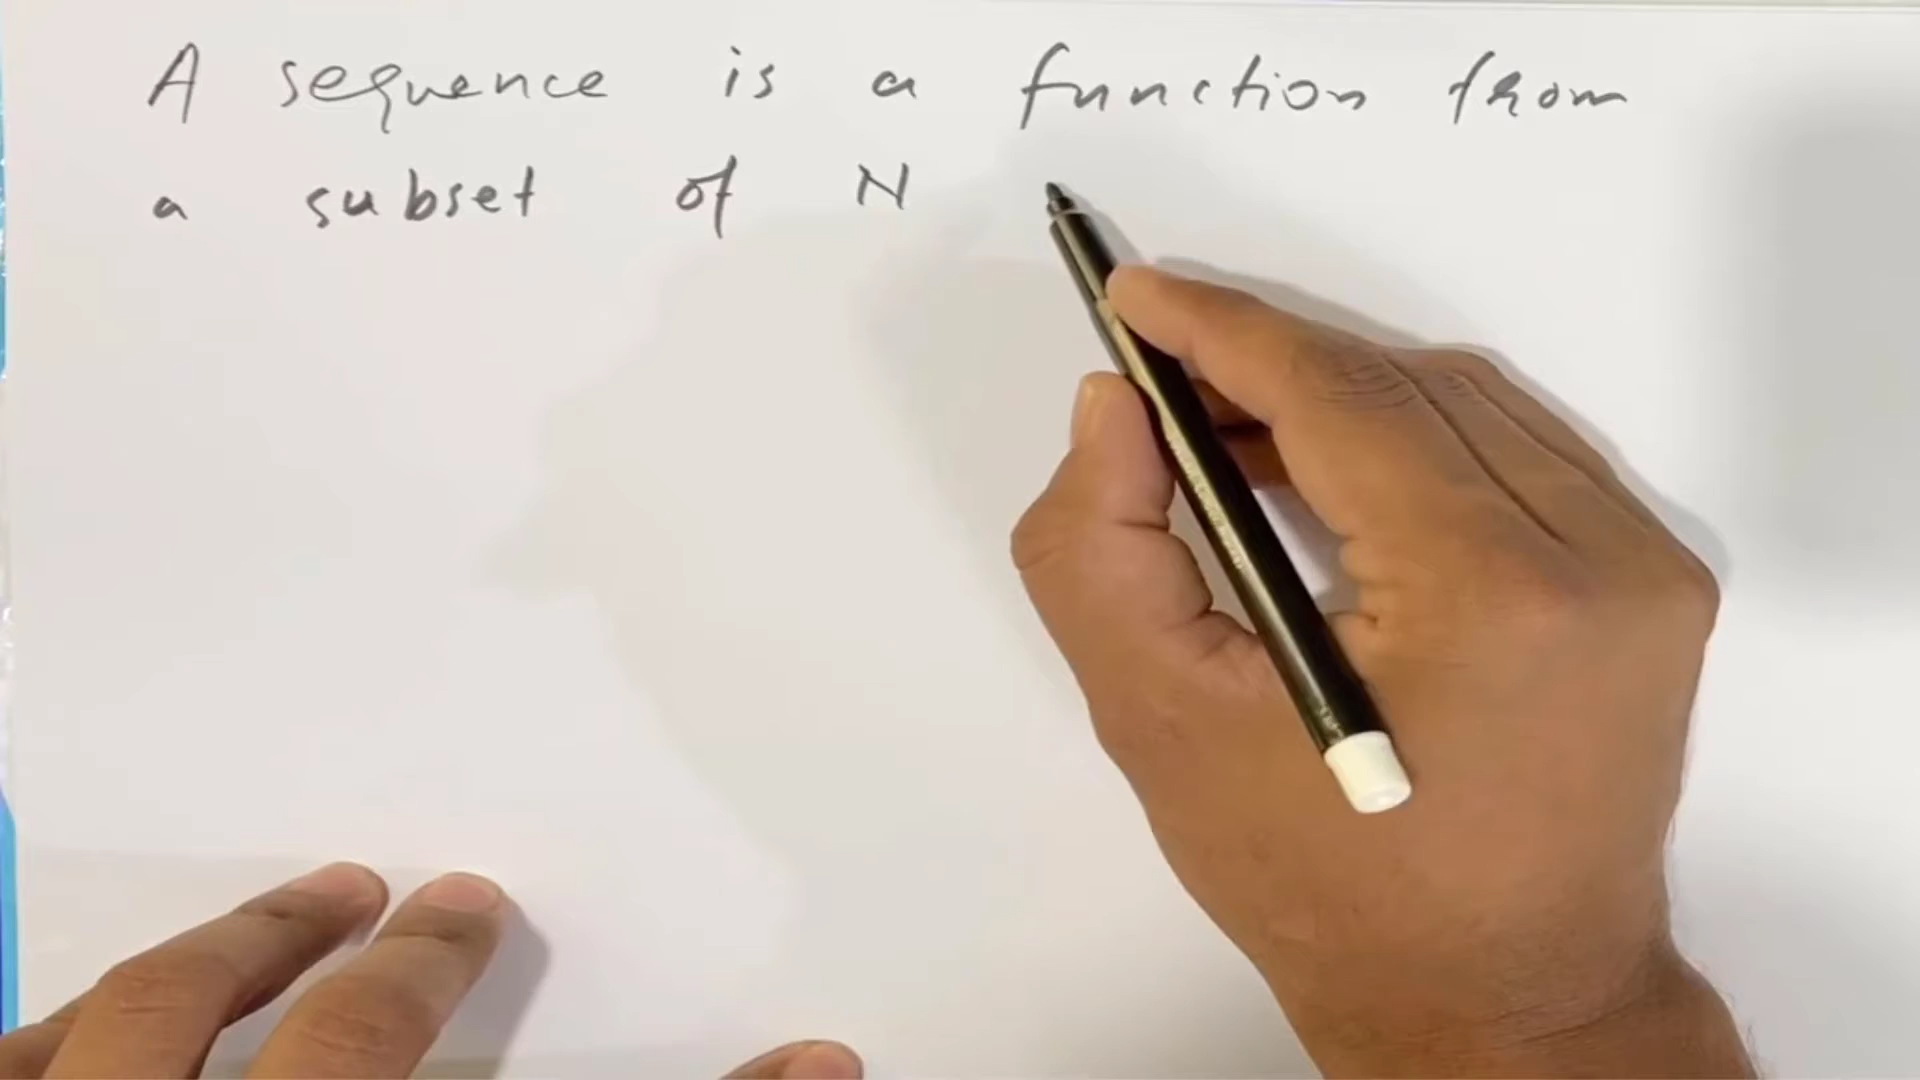 A sequence is a function from
a subset of N